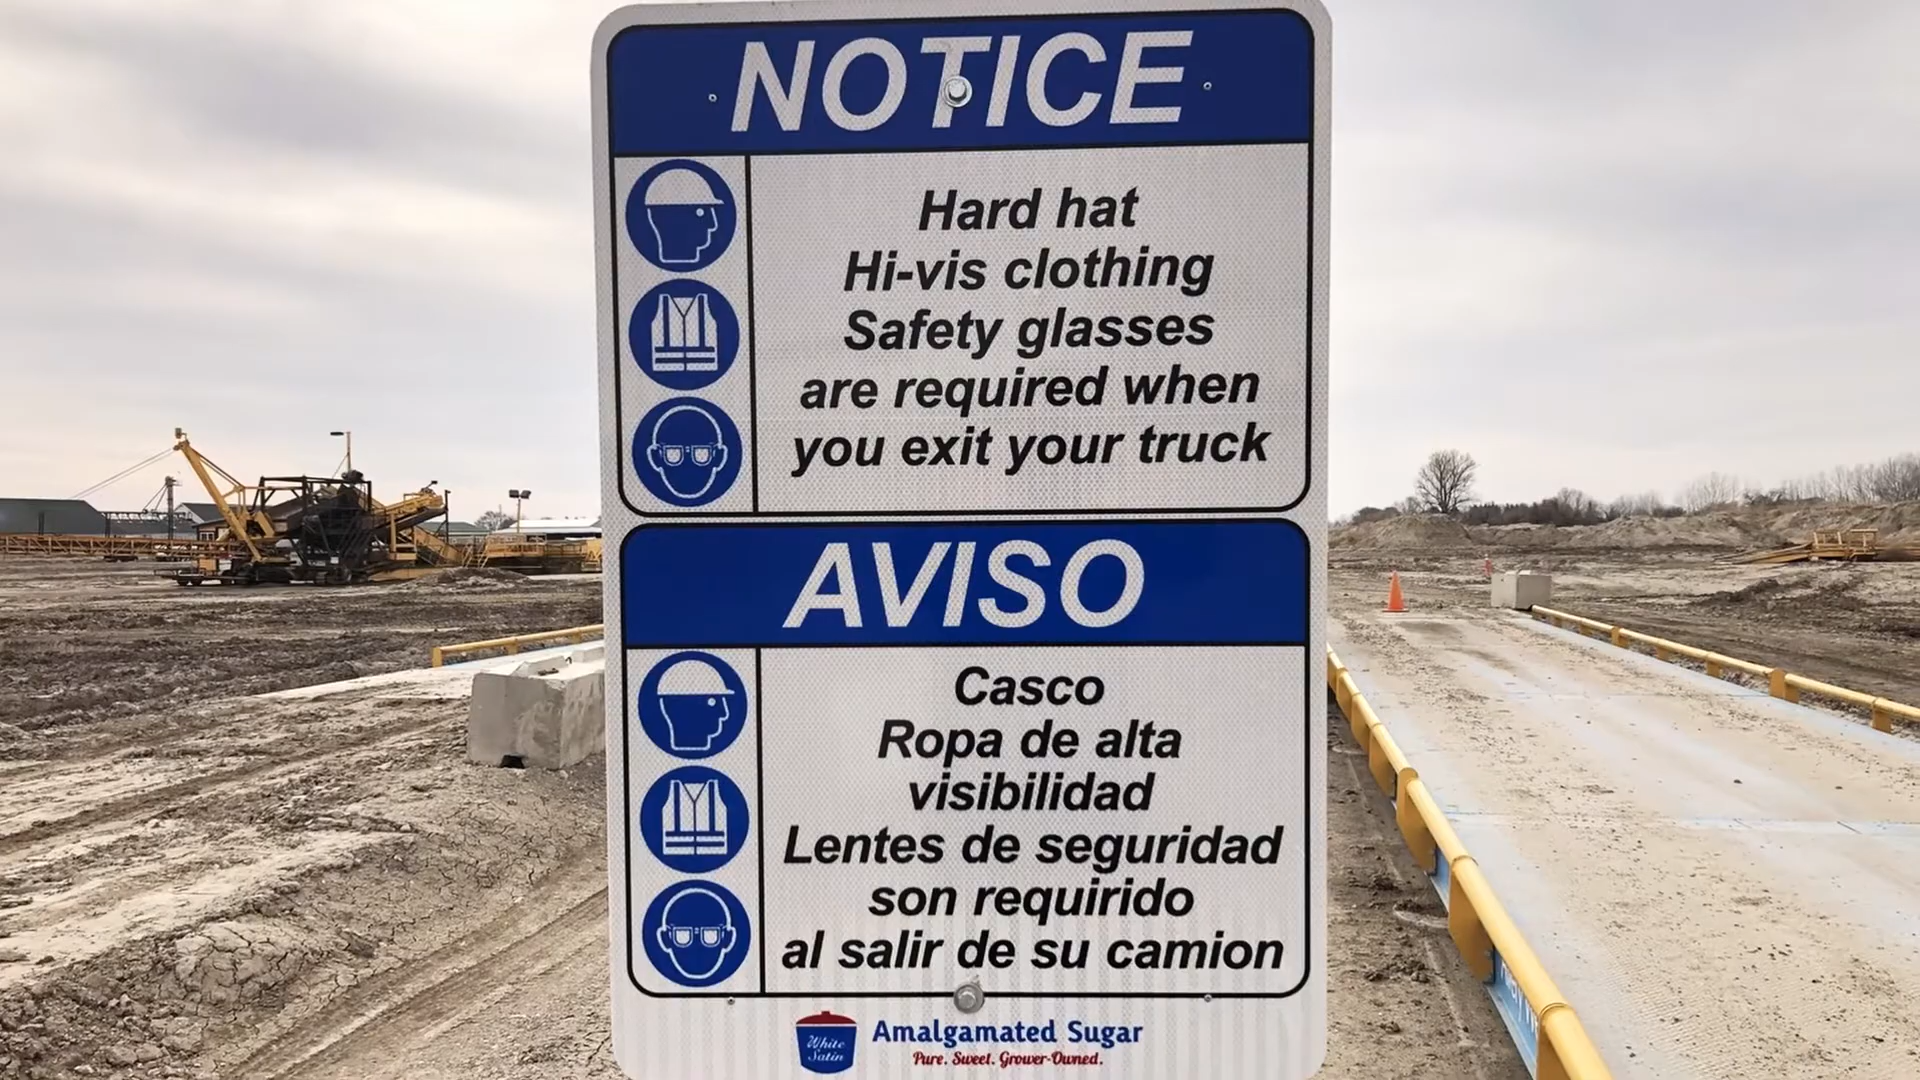 NOTICE
Hard hat
Hi-vis clothing
Safety glasses
are required when
you exit your truck
AVISO
Casco
Ropa de alta
visibilidad
Lentes de seguridad
son requirido
al salir de su camion
White
Satin
Amalgamated Sugar
Pure. Sweet. Grower-Owned.